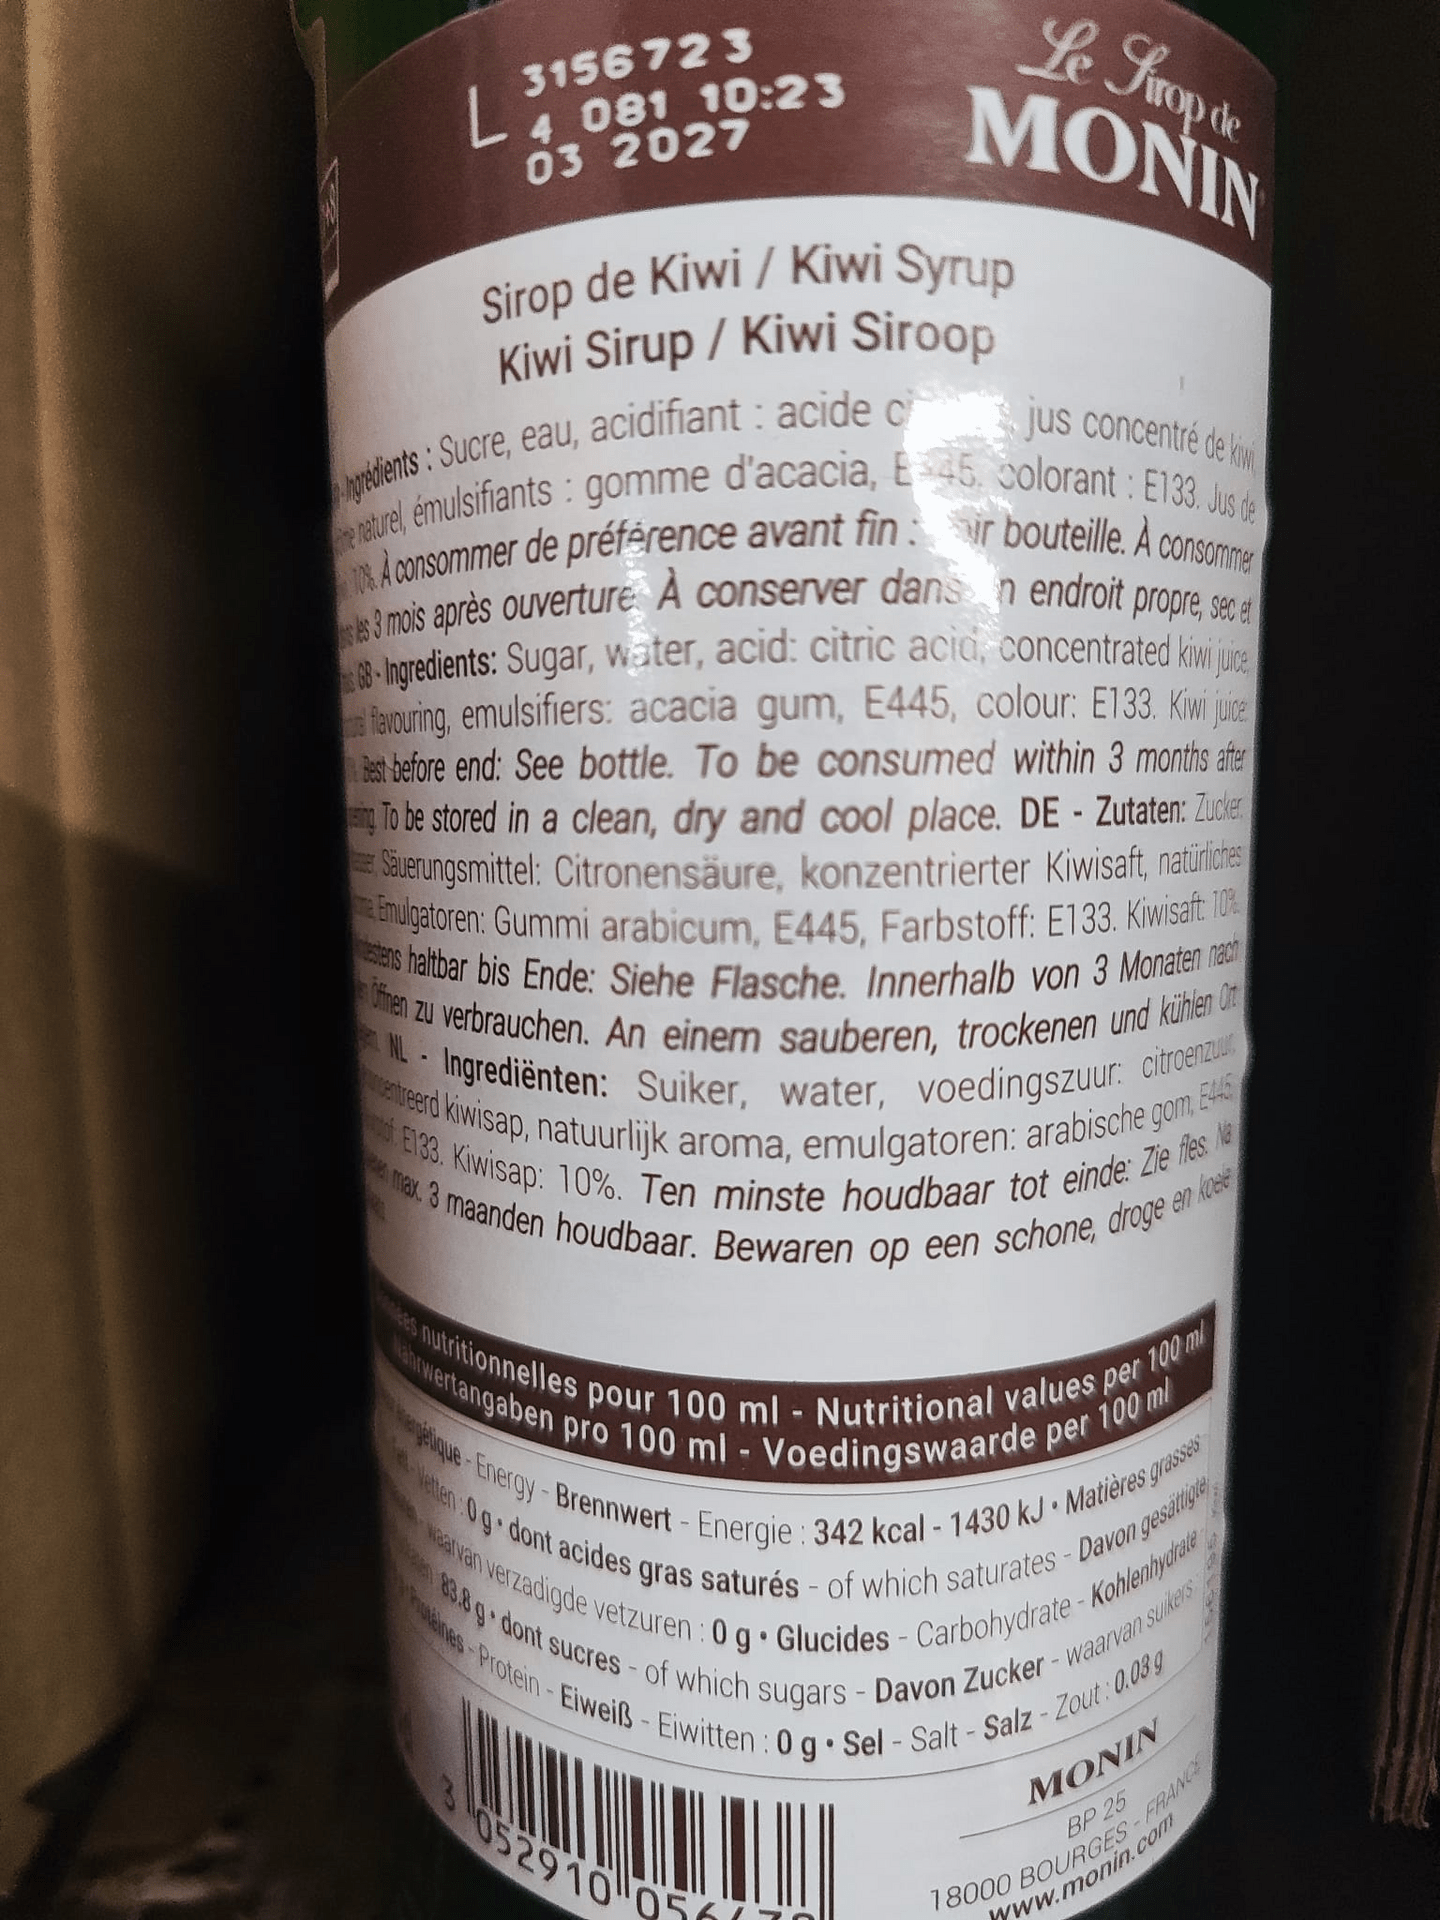 L 3156723
4 081 10:23
03 2027
Le Sirop de
MONIN
Sirop de Kiwi / Kiwi Syrup
Kiwi Sirup / Kiwi Siroop
Ingrédients : Sucre, eau, acidifiant : acide jus concentré de kiwi,
naturel, émulsifiants : gomme d'acacia, colorant : E133. Jus de
10%. À consommer de préférence avant fin : bouteille. À consommer
les 3 mois après ouverture. À conserver dans endroit propre, sec et
GB - Ingredients: Sugar, water, acid: citric acid, concentrated kiwi juice,
flavouring, emulsifiers: acacia gum, E445, colour: E133. Kiwi juice:
Best before end: See bottle. To be consumed within 3 months after
To be stored in a clean, dry and cool place. DE - Zutaten: Zucker,
Säuerungsmittel: Citronensäure, konzentrierter Kiwisaft, natürliches
Emulgatoren: Gummi arabicum, E445, Farbstoff: E133. Kiwisaft: 10%.
haltbar bis Ende: Siehe Flasche. Innerhalb von 3 Monaten nach
Öffnen zu verbrauchen. An einem sauberen, trockenen und kühlen Ort
NL - Ingrediënten: Suiker, water, voedingszuur: citroenzuur,
kiwisap, natuurlijk aroma, emulgatoren: arabische gom, E445,
E133. Kiwisap: 10%. Ten minste houdbaar tot einde: Zie fles. Na
max. 3 maanden houdbaar. Bewaren op een schone, droge en koele
nutritionnelles pour 100 ml - Nutritional values per 100 ml
Nährwertangaben pro 100 ml - Voedingswaarde per 100 ml
énergétique - Energy - Brennwert - Energie : 342 kcal - 1430 kJ • Matières grasses
Vetten : 0 g • dont acides gras saturés - of which saturates - Davon gesättigte
waarvan verzadigde vetzuren : 0 g • Glucides - Carbohydrate - Kohlenhydrate
83,8 g • dont sucres - of which sugars - Davon Zucker - waarvan suikers
Protéines - Protein - Eiweiß - Eiwitten : 0 g • Sel - Salt - Salz - Zout : 0.03 g
MONIN
BP 25
18000 BOURGES - FRANCE
www.monin.com
3 052910